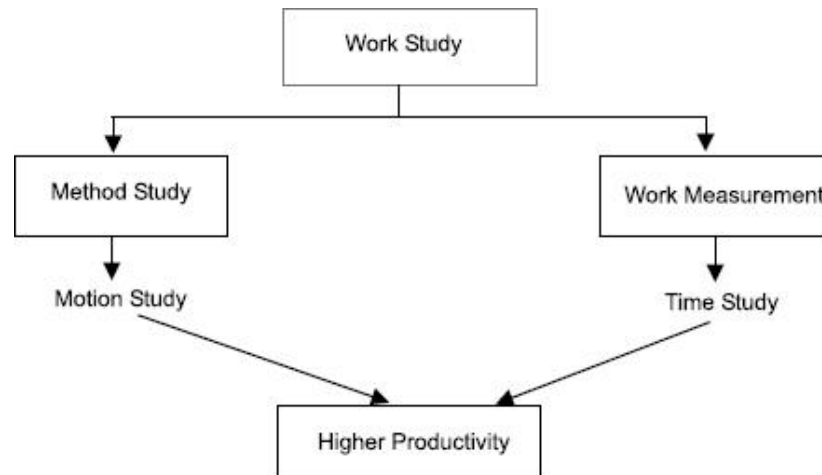 Work Study
Method Study
Work Measurement
Motion Study
Time Study
Higher Productivity